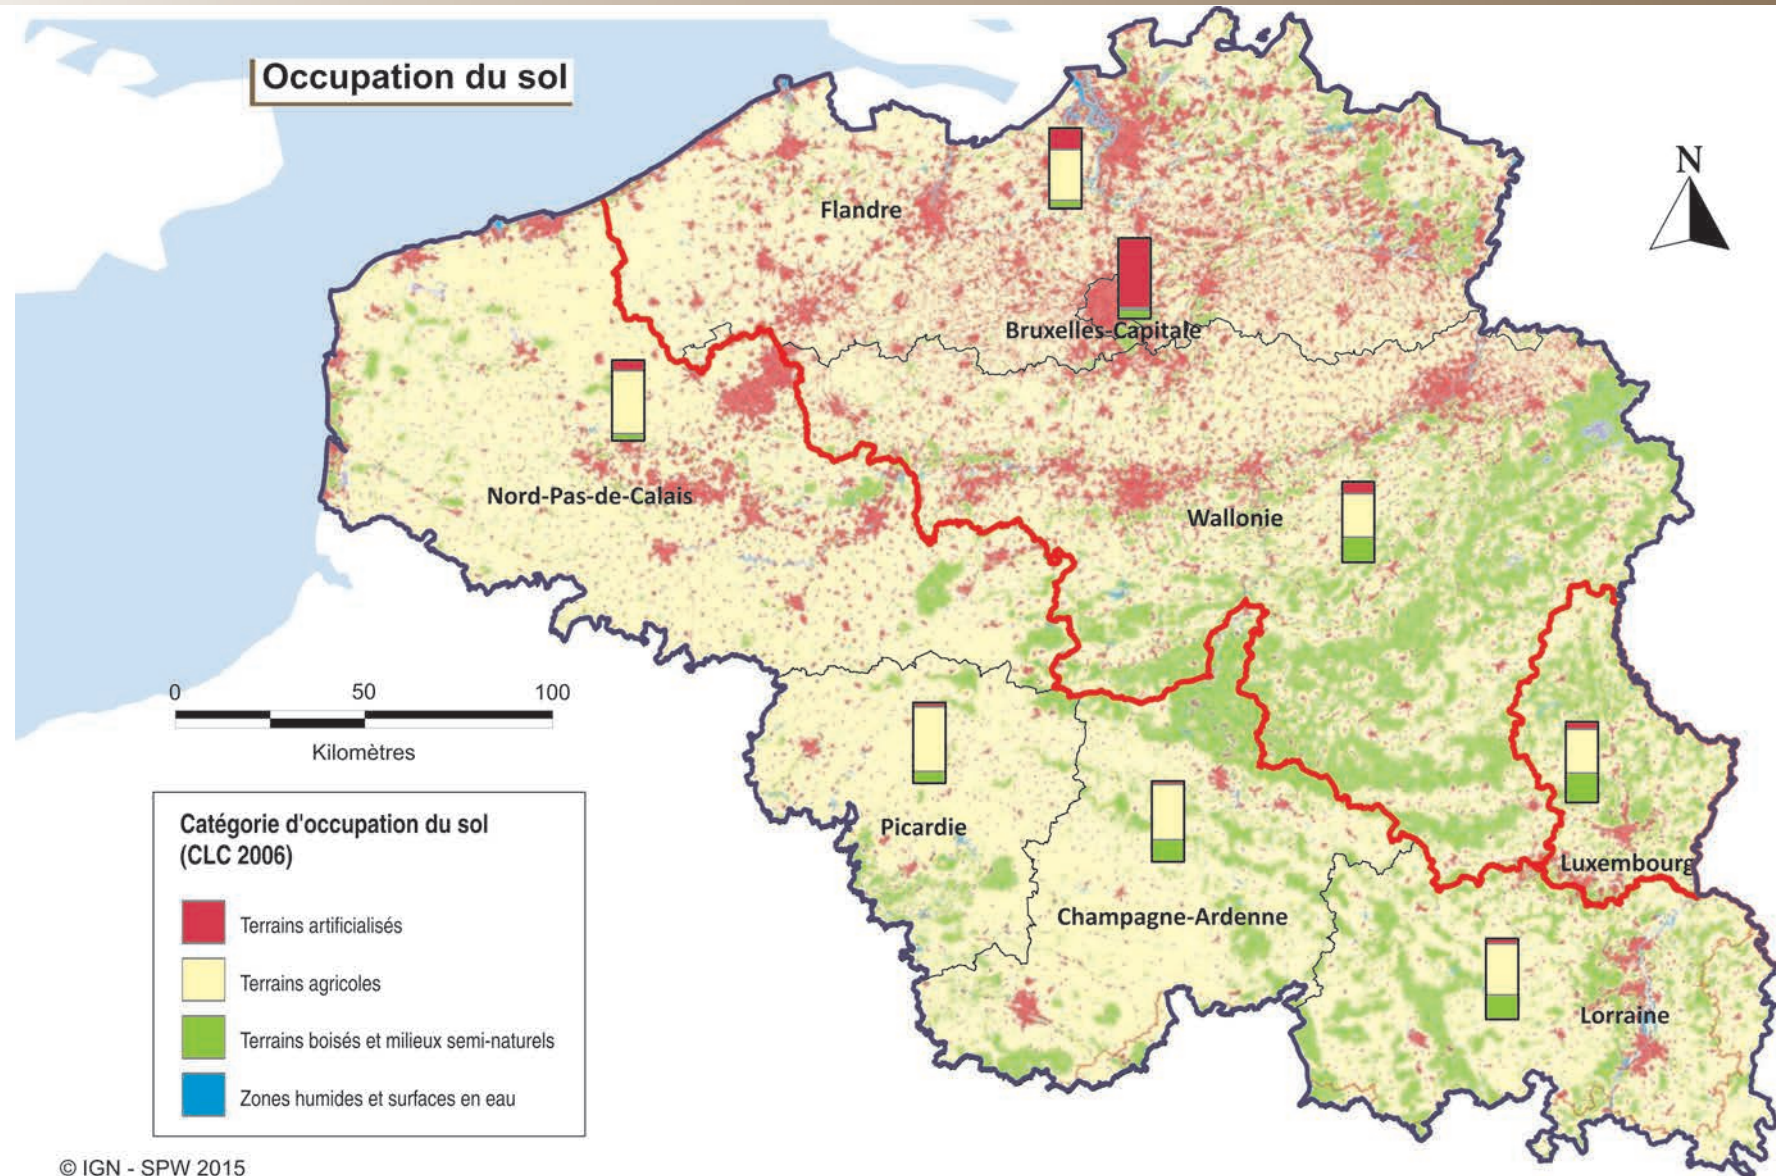 Occupation du sol
N
Flandre
Bruxelles-Capitale
Nord-Pas-de-Calais
Wallonie
0 50 100
Kilomètres
Picardie
Luxembourg
Champagne-Ardenne
Lorraine
Catégorie d'occupation du sol
(CLC 2006)
Terrains artificialisés
Terrains agricoles
Terrains boisés et milieux semi-naturels
Zones humides et surfaces en eau
© IGN - SPW 2015